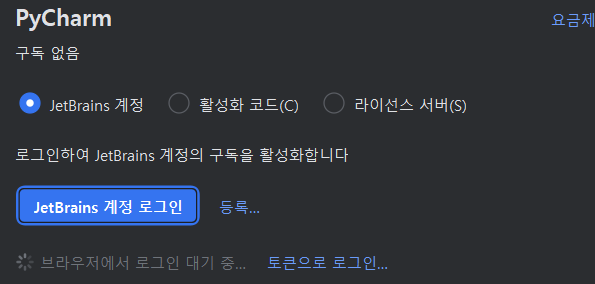 PyCharm 요금제
구독 없음
JetBrains 계정 활성화 코드(C) 라이선스 서버(S)
로그인하여 JetBrains 계정의 구독을 활성화합니다
JetBrains 계정 로그인 등록...
브라우저에서 로그인 대기 중... 토큰으로 로그인...